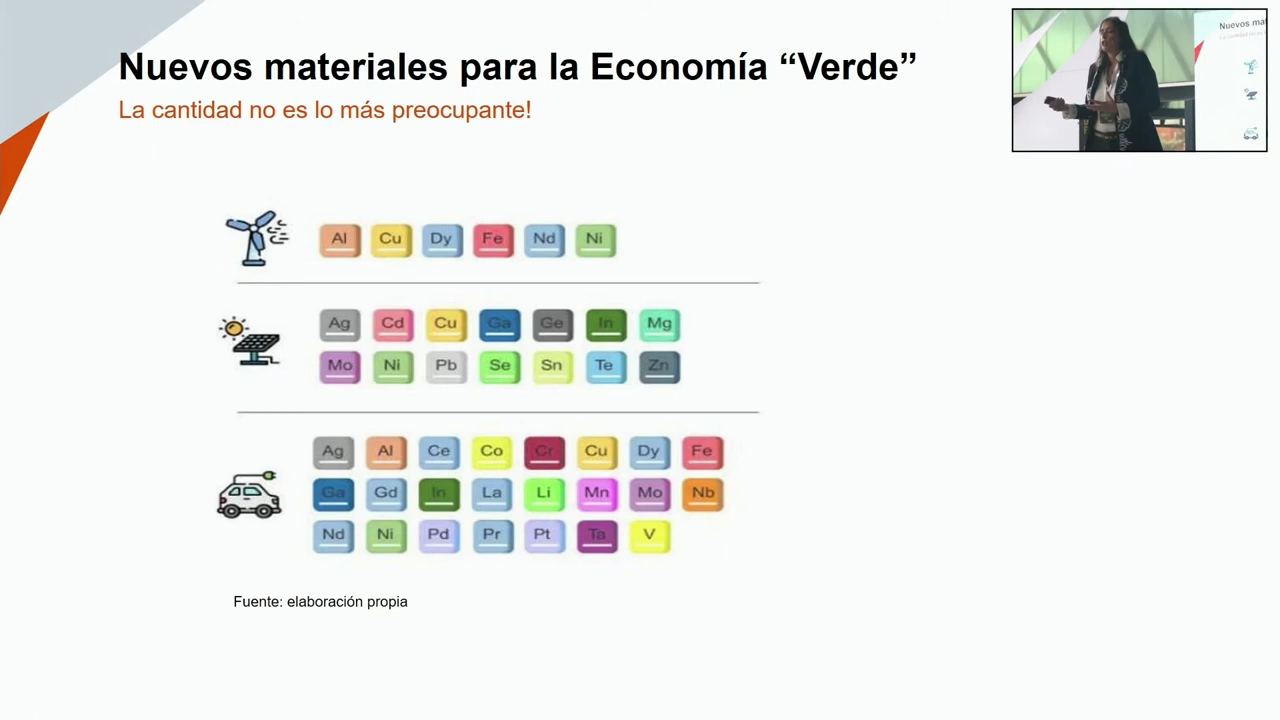 Nuevos materiales para la Economía “Verde”
La cantidad no es lo más preocupante!
Nuevos mat
Al Cu Dy Fe Nd Ni
Ag Cd Cu Ga Ge In Mg
Mo Ni Pb Se Sn Te Zn
Ag Al Ce Co Cr Cu Dy Fe
Ga Gd In La Li Mn Mo Nb
Nd Ni Pd Pr Pt Ta V
Fuente: elaboración propia